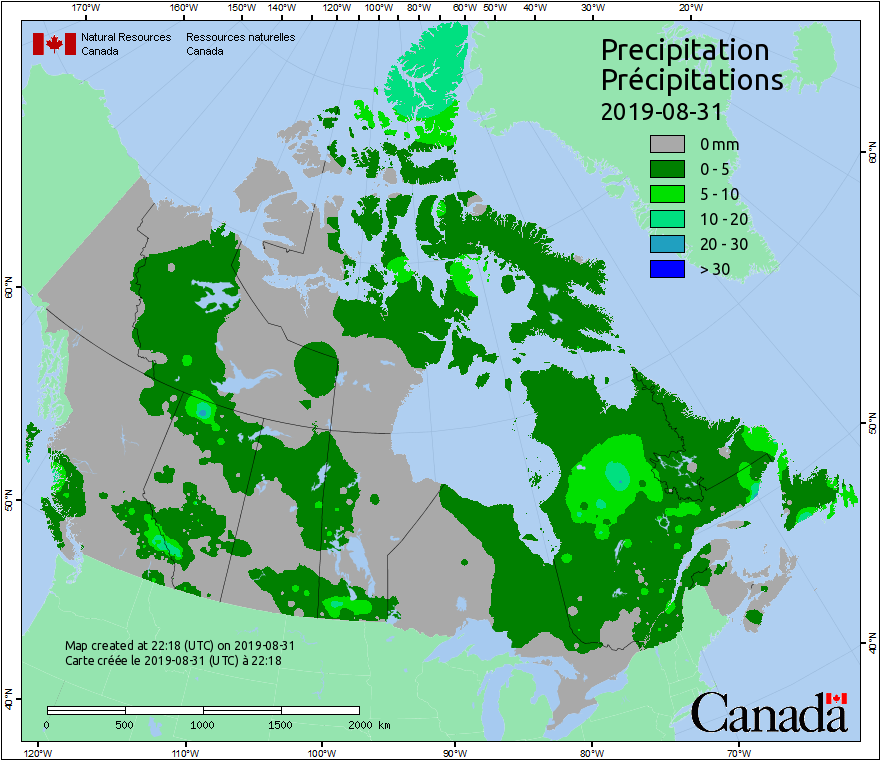 170°W 160°W 150°W 140°W 130°W 120°W 110°W 100°W 90°W 80°W 60°W 50°W 40°W 30°W 20°W
Natural Resources Ressources naturelles
Canada Canada
Precipitation
Précipitations
2019-08-31
0 mm
0 - 5
5 - 10
10 - 20
20 - 30
> 30
60°N
60°N
50°N
50°N
40°N
40°N
Map created at 22:18 (UTC) on 2019-08-31
Carte créée le 2019-08-31 (UTC) à 22:18
0 500 1000 1500 2000 km
Canada
120°W 110°W 100°W 90°W 80°W 70°W